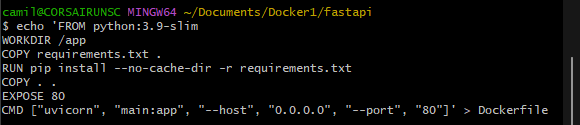 camil@CORSAIRUNSC MINGW64 ~/Documents/Docker1/fastapi
$ echo 'FROM python:3.9-slim
WORKDIR /app
COPY requirements.txt .
RUN pip install --no-cache-dir -r requirements.txt
COPY . .
EXPOSE 80
CMD ["uvicorn", "main:app", "--host", "0.0.0.0", "--port", "80"]' > Dockerfile